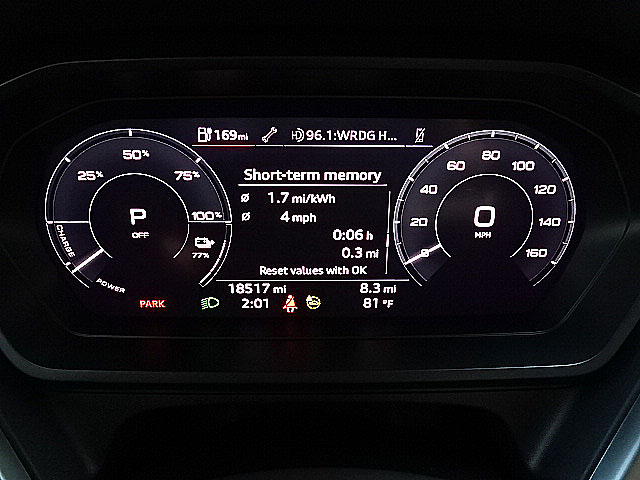 169mi
96.1:WRDG H...
25%
50%
75%
100%
P
OFF
77%
CHARGE
POWER
Short-term memory
ø 1.7 mi/kWh
ø 4 mph
0:06 h
0.3 mi
Reset values with OK
18517 mi 8.3 mi
PARK 2:01 81 °F
0
20
40
60
80
100
120
140
160
0
MPH